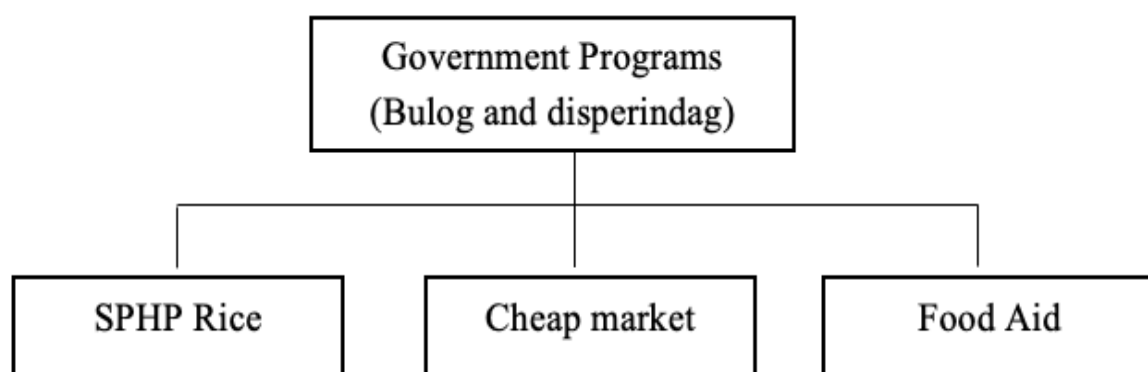 Government Programs
(Bulog and disperindag)
SPHP Rice
Cheap market
Food Aid